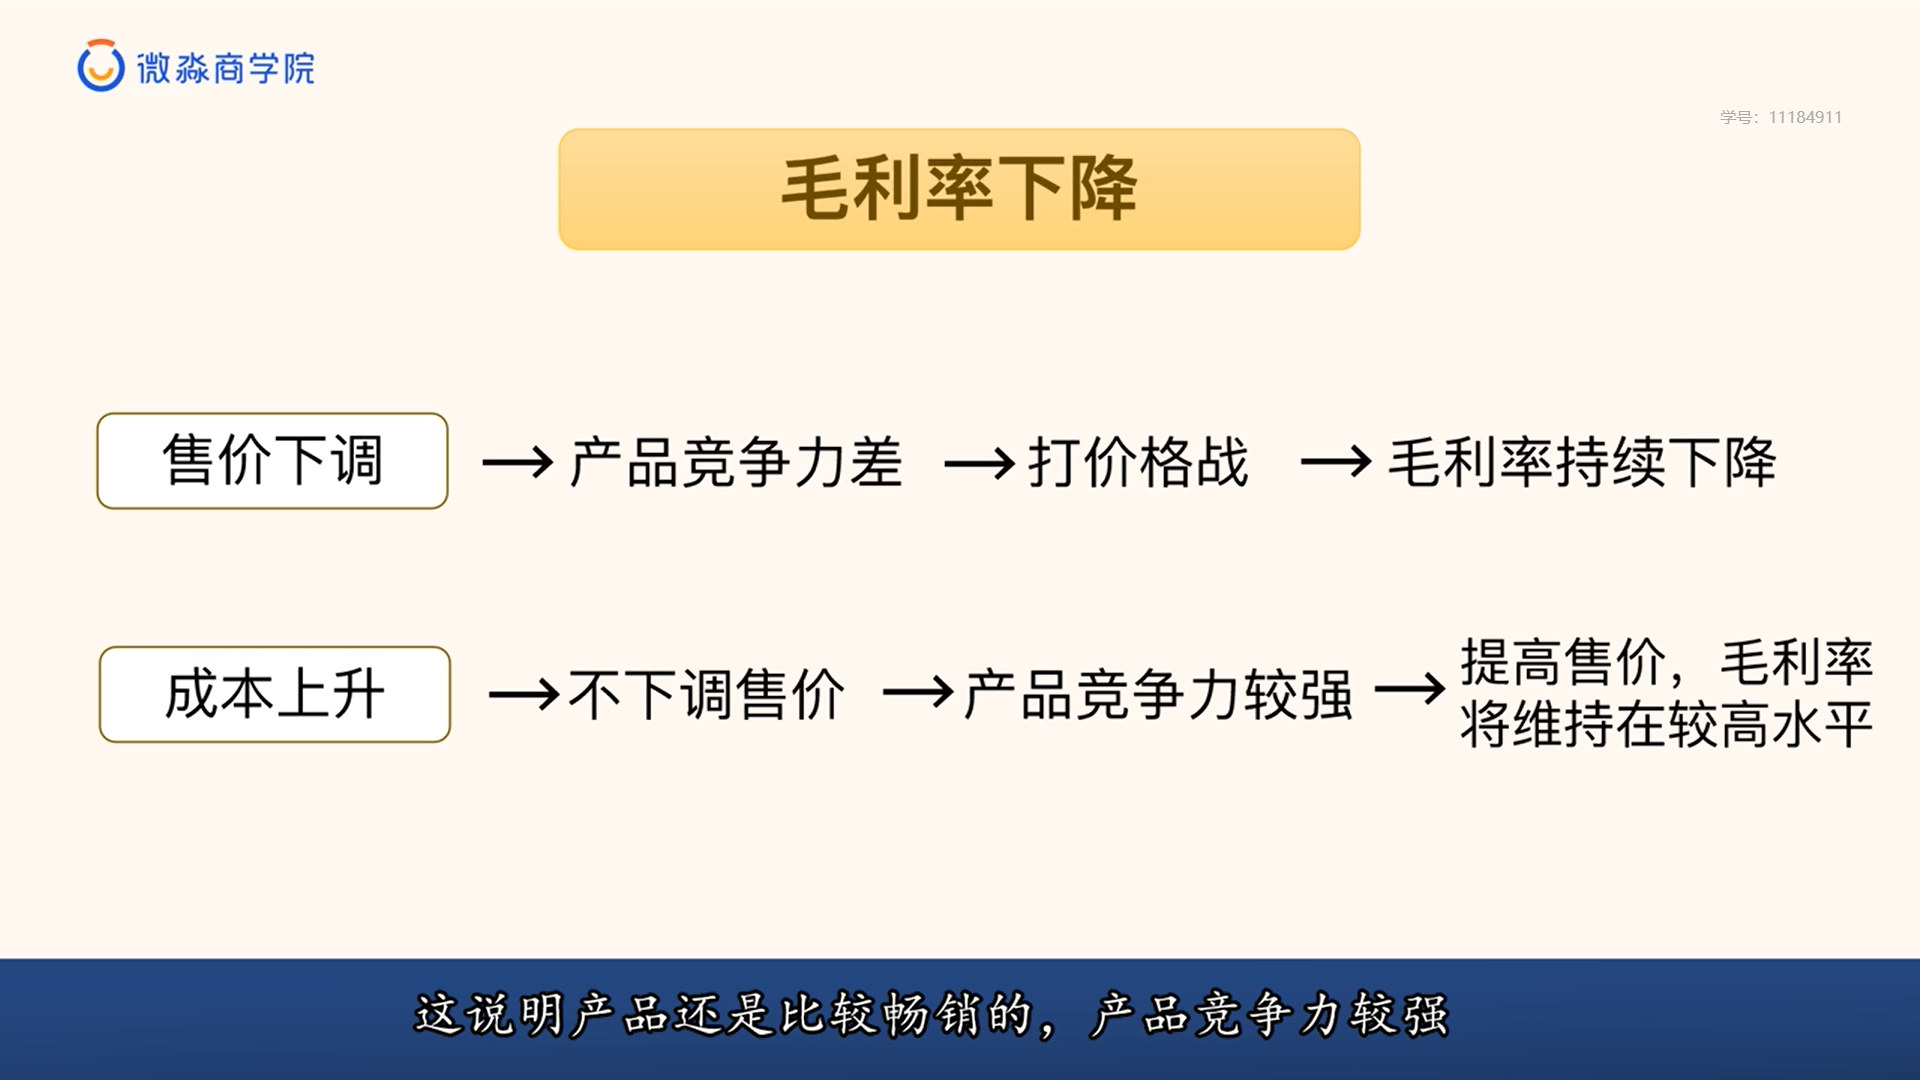 微淼商学院
学号：11184911
毛利率下降
售价下调 → 产品竞争力差 → 打价格战 → 毛利率持续下降
成本上升 → 不下调售价 → 产品竞争力较强 → 提高售价，毛利率
将维持在较高水平
这说明产品还是比较畅销的，产品竞争力较强